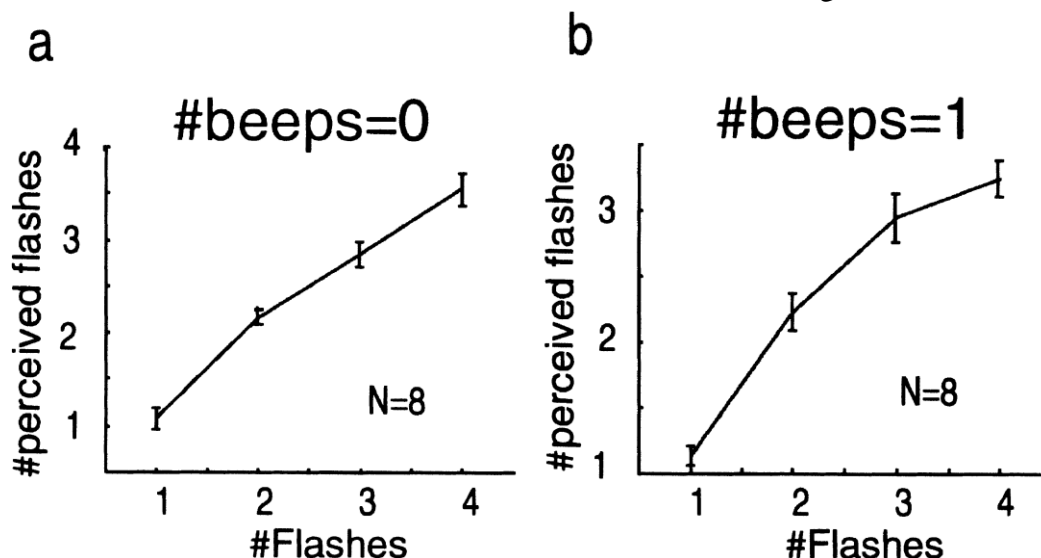 a
#beeps=0
4
3
2
1
#perceived flashes
N=8
1 2 3 4
#Flashes
b
#beeps=1
3
2
1
#perceived flashes
N=8
1 2 3 4
#Flashes